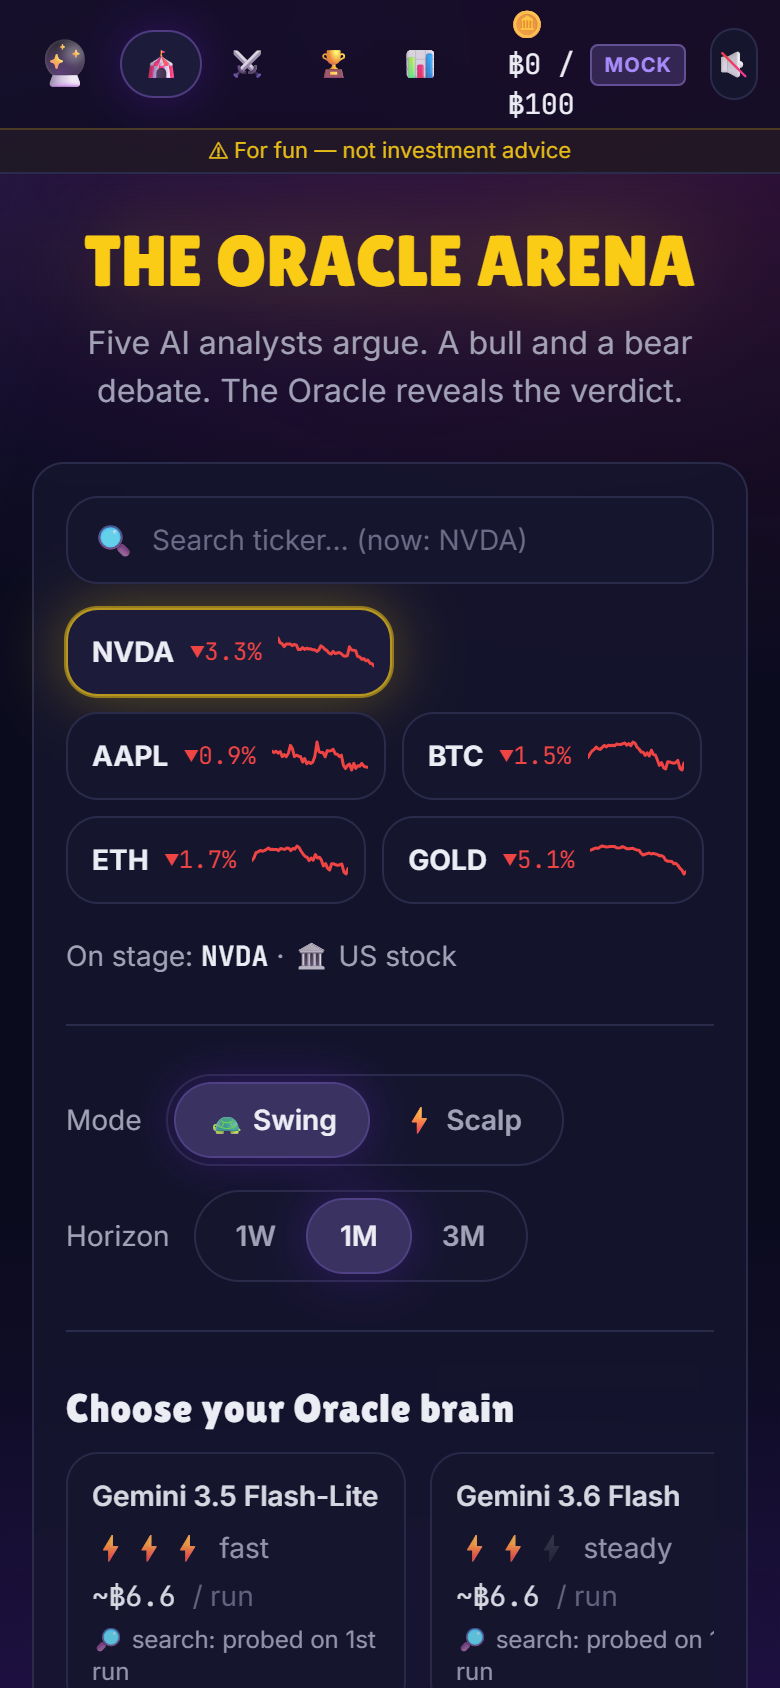 ฿0 /
฿100
MOCK
⚠ For fun — not investment advice
THE ORACLE ARENA
Five AI analysts argue. A bull and a bear
debate. The Oracle reveals the verdict.
Search ticker... (now: NVDA)
NVDA ▼3.3%
AAPL ▼0.9% BTC ▼1.5%
ETH ▼1.7% GOLD ▼5.1%
On stage: NVDA · US stock
Mode Swing Scalp
Horizon 1W 1M 3M
Choose your Oracle brain
Gemini 3.5 Flash-Lite
fast
~฿6.6 / run
search: probed on 1st
run
Gemini 3.6 Flash
steady
~฿6.6 / run
search: probed on
run